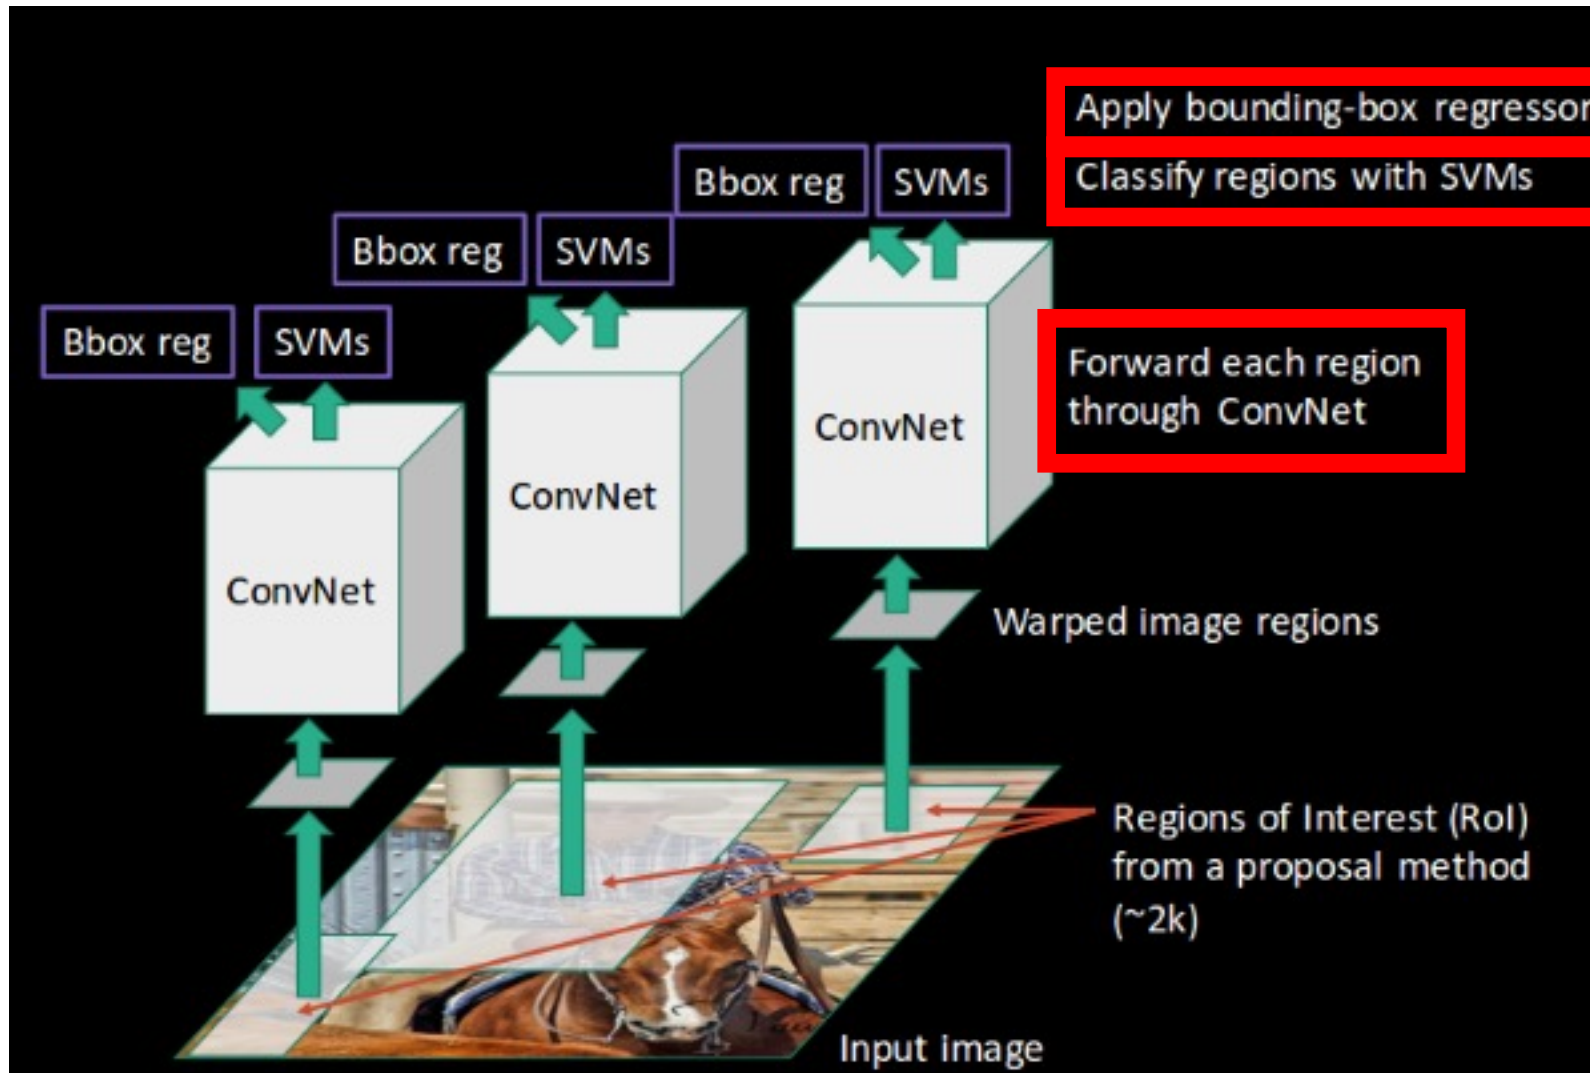 Apply bounding-box regressor
Bbox reg
SVMs
Classify regions with SVMs
Bbox reg
SVMs
Bbox reg
SVMs
Forward each region
through ConvNet
ConvNet
ConvNet
ConvNet
Warped image regions
Regions of Interest (RoI)
from a proposal method
(~2k)
Input image